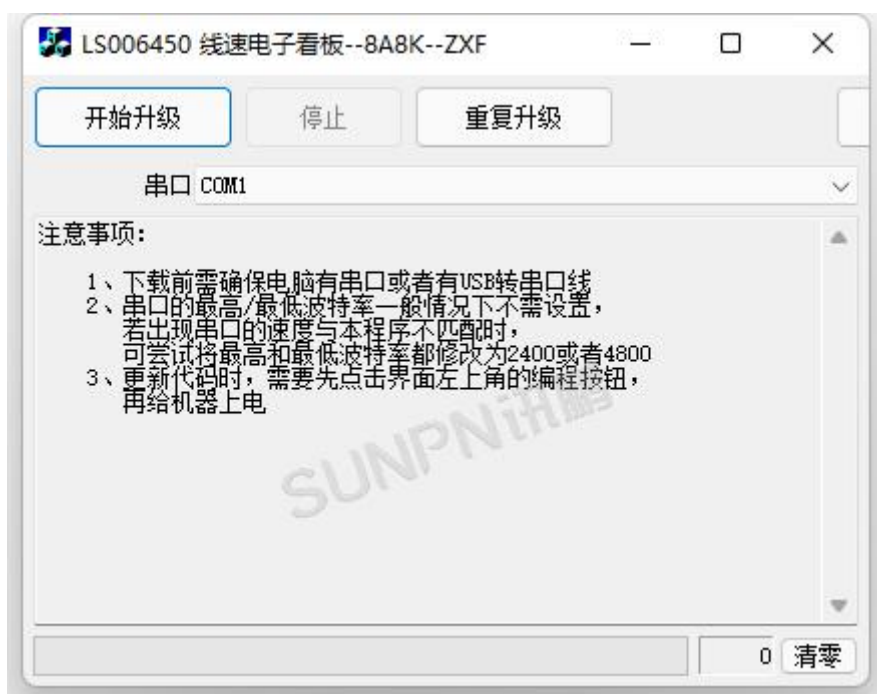 LS006450 线速电子看板--8A8K--ZXF
开始升级 停止 重复升级
串口 COM1
注意事项:
1、下载前需确保电脑有串口或者有USB转串口线
2、串口的最高/最低波特率一般情况下不需设置,
若出现串口的速度与本程序不匹配时,
可尝试将最高和最低波特率都修改为2400或者4800
3、更新代码时,需要先点击界面左上角的编程按钮,
再给机器上电
SUNPN讯鹏
0 清零